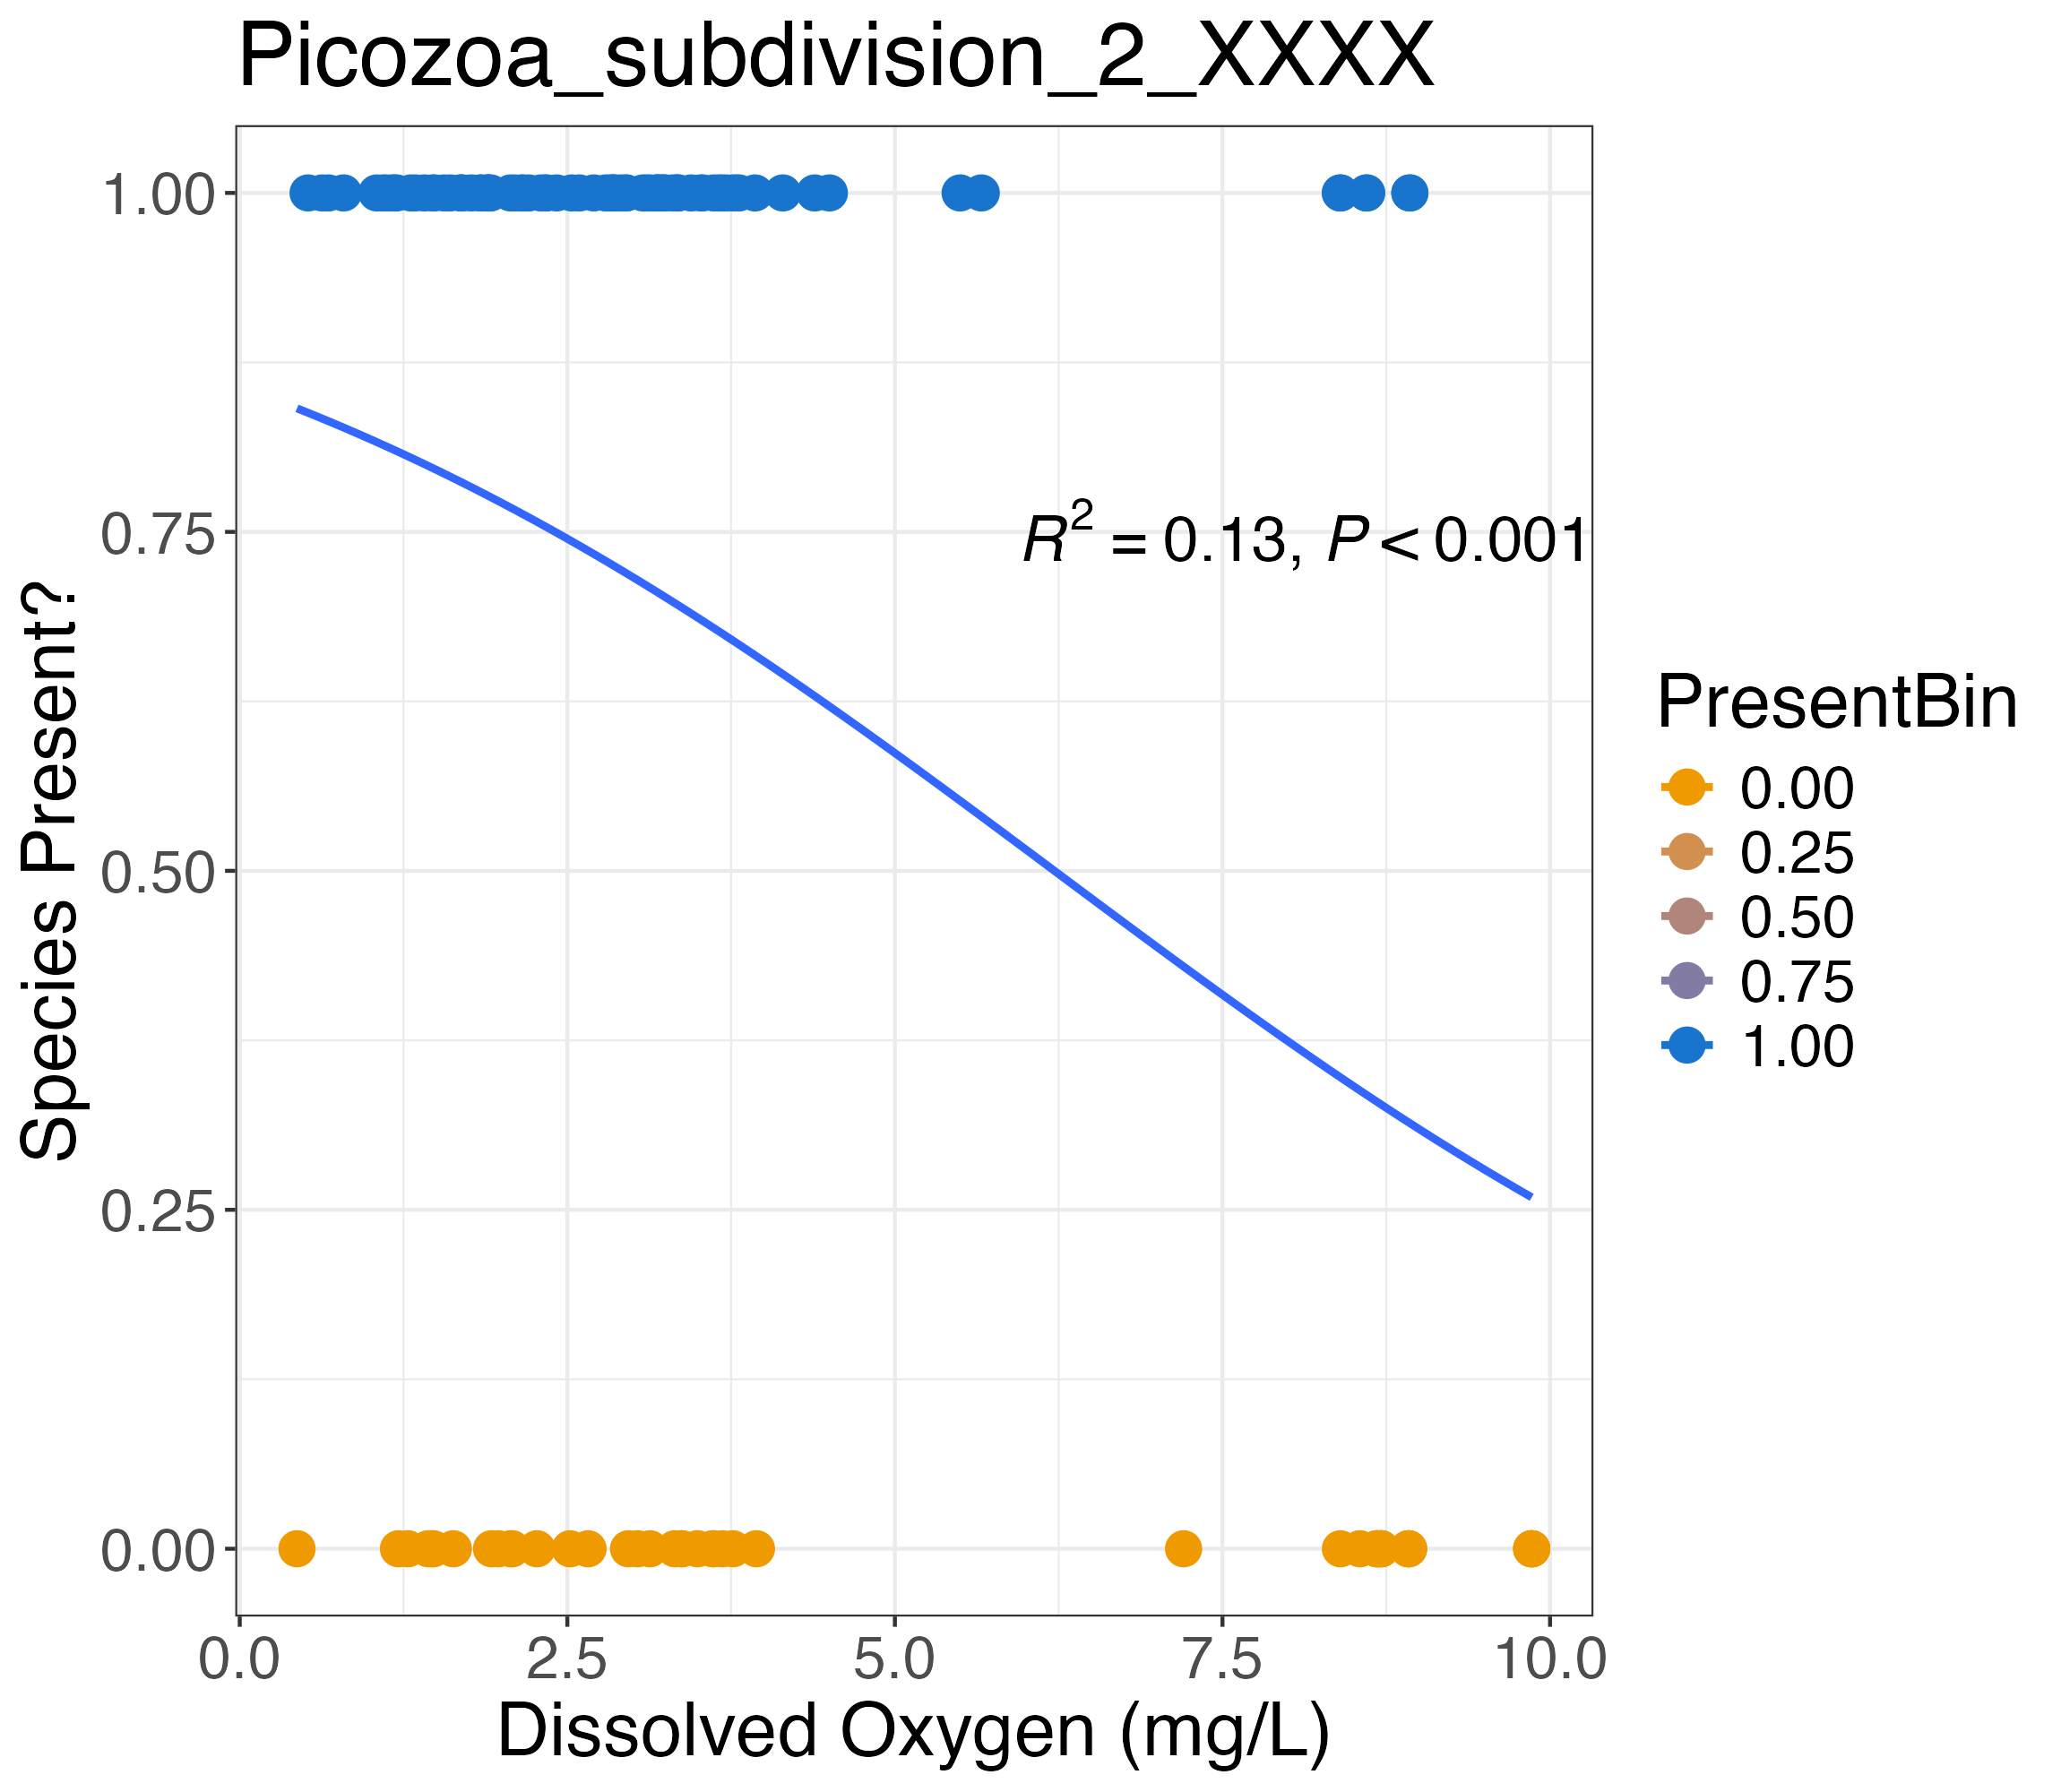 Picozoa_subdivision_2_XXXX
1.00
0.75
0.50
0.25
0.00
Species Present?
R² = 0.13, P < 0.001
0.0 2.5 5.0 7.5 10.0
Dissolved Oxygen (mg/L)
PresentBin
0.00
0.25
0.50
0.75
1.00